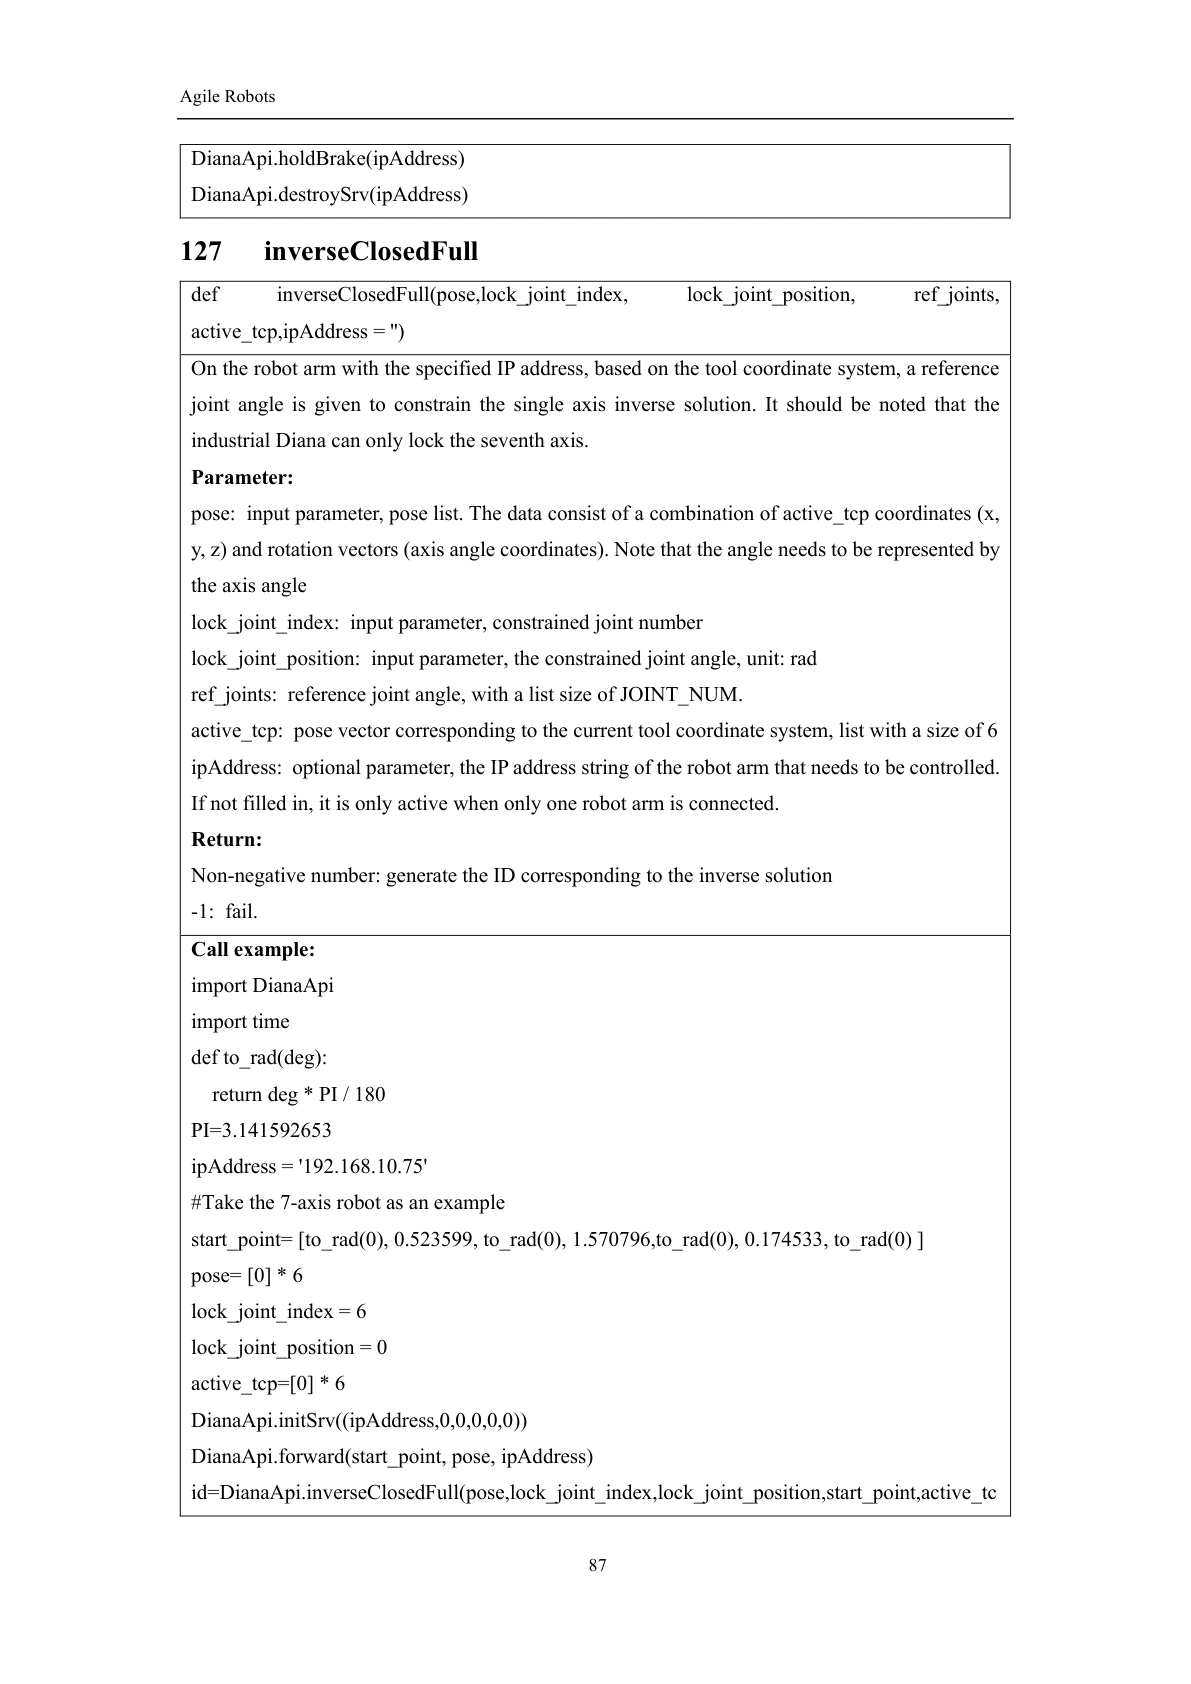 Agile Robots
DianaApi.holdBrake(ipAddress)
DianaApi.destroySrv(ipAddress)
127 inverseClosedFull
def inverseClosedFull(pose,lock_joint_index, lock_joint_position, ref_joints,
active_tcp,ipAddress = '')
On the robot arm with the specified IP address, based on the tool coordinate system, a reference
joint angle is given to constrain the single axis inverse solution. It should be noted that the
industrial Diana can only lock the seventh axis.
Parameter:
pose: input parameter, pose list. The data consist of a combination of active_tcp coordinates (x,
y, z) and rotation vectors (axis angle coordinates). Note that the angle needs to be represented by
the axis angle
lock_joint_index: input parameter, constrained joint number
lock_joint_position: input parameter, the constrained joint angle, unit: rad
ref_joints: reference joint angle, with a list size of JOINT_NUM.
active_tcp: pose vector corresponding to the current tool coordinate system, list with a size of 6
ipAddress: optional parameter, the IP address string of the robot arm that needs to be controlled.
If not filled in, it is only active when only one robot arm is connected.
Return:
Non-negative number: generate the ID corresponding to the inverse solution
-1: fail.
Call example:
import DianaApi
import time
def to_rad(deg):
return deg * PI / 180
PI=3.141592653
ipAddress = '192.168.10.75'
#Take the 7-axis robot as an example
start_point= [to_rad(0), 0.523599, to_rad(0), 1.570796,to_rad(0), 0.174533, to_rad(0) ]
pose= [0] * 6
lock_joint_index = 6
lock_joint_position = 0
active_tcp=[0] * 6
DianaApi.initSrv((ipAddress,0,0,0,0,0))
DianaApi.forward(start_point, pose, ipAddress)
id=DianaApi.inverseClosedFull(pose,lock_joint_index,lock_joint_position,start_point,active_tc
87